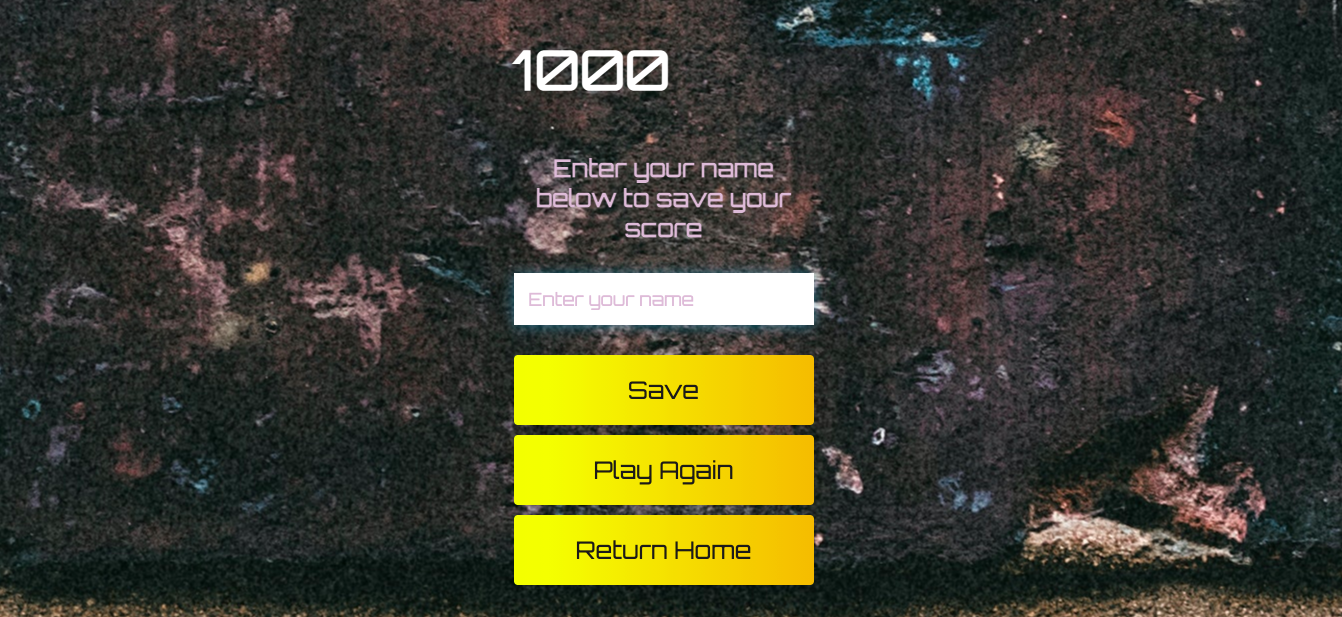 1000
Enter your name
below to save your
score
Enter your name
Save
Play Again
Return Home